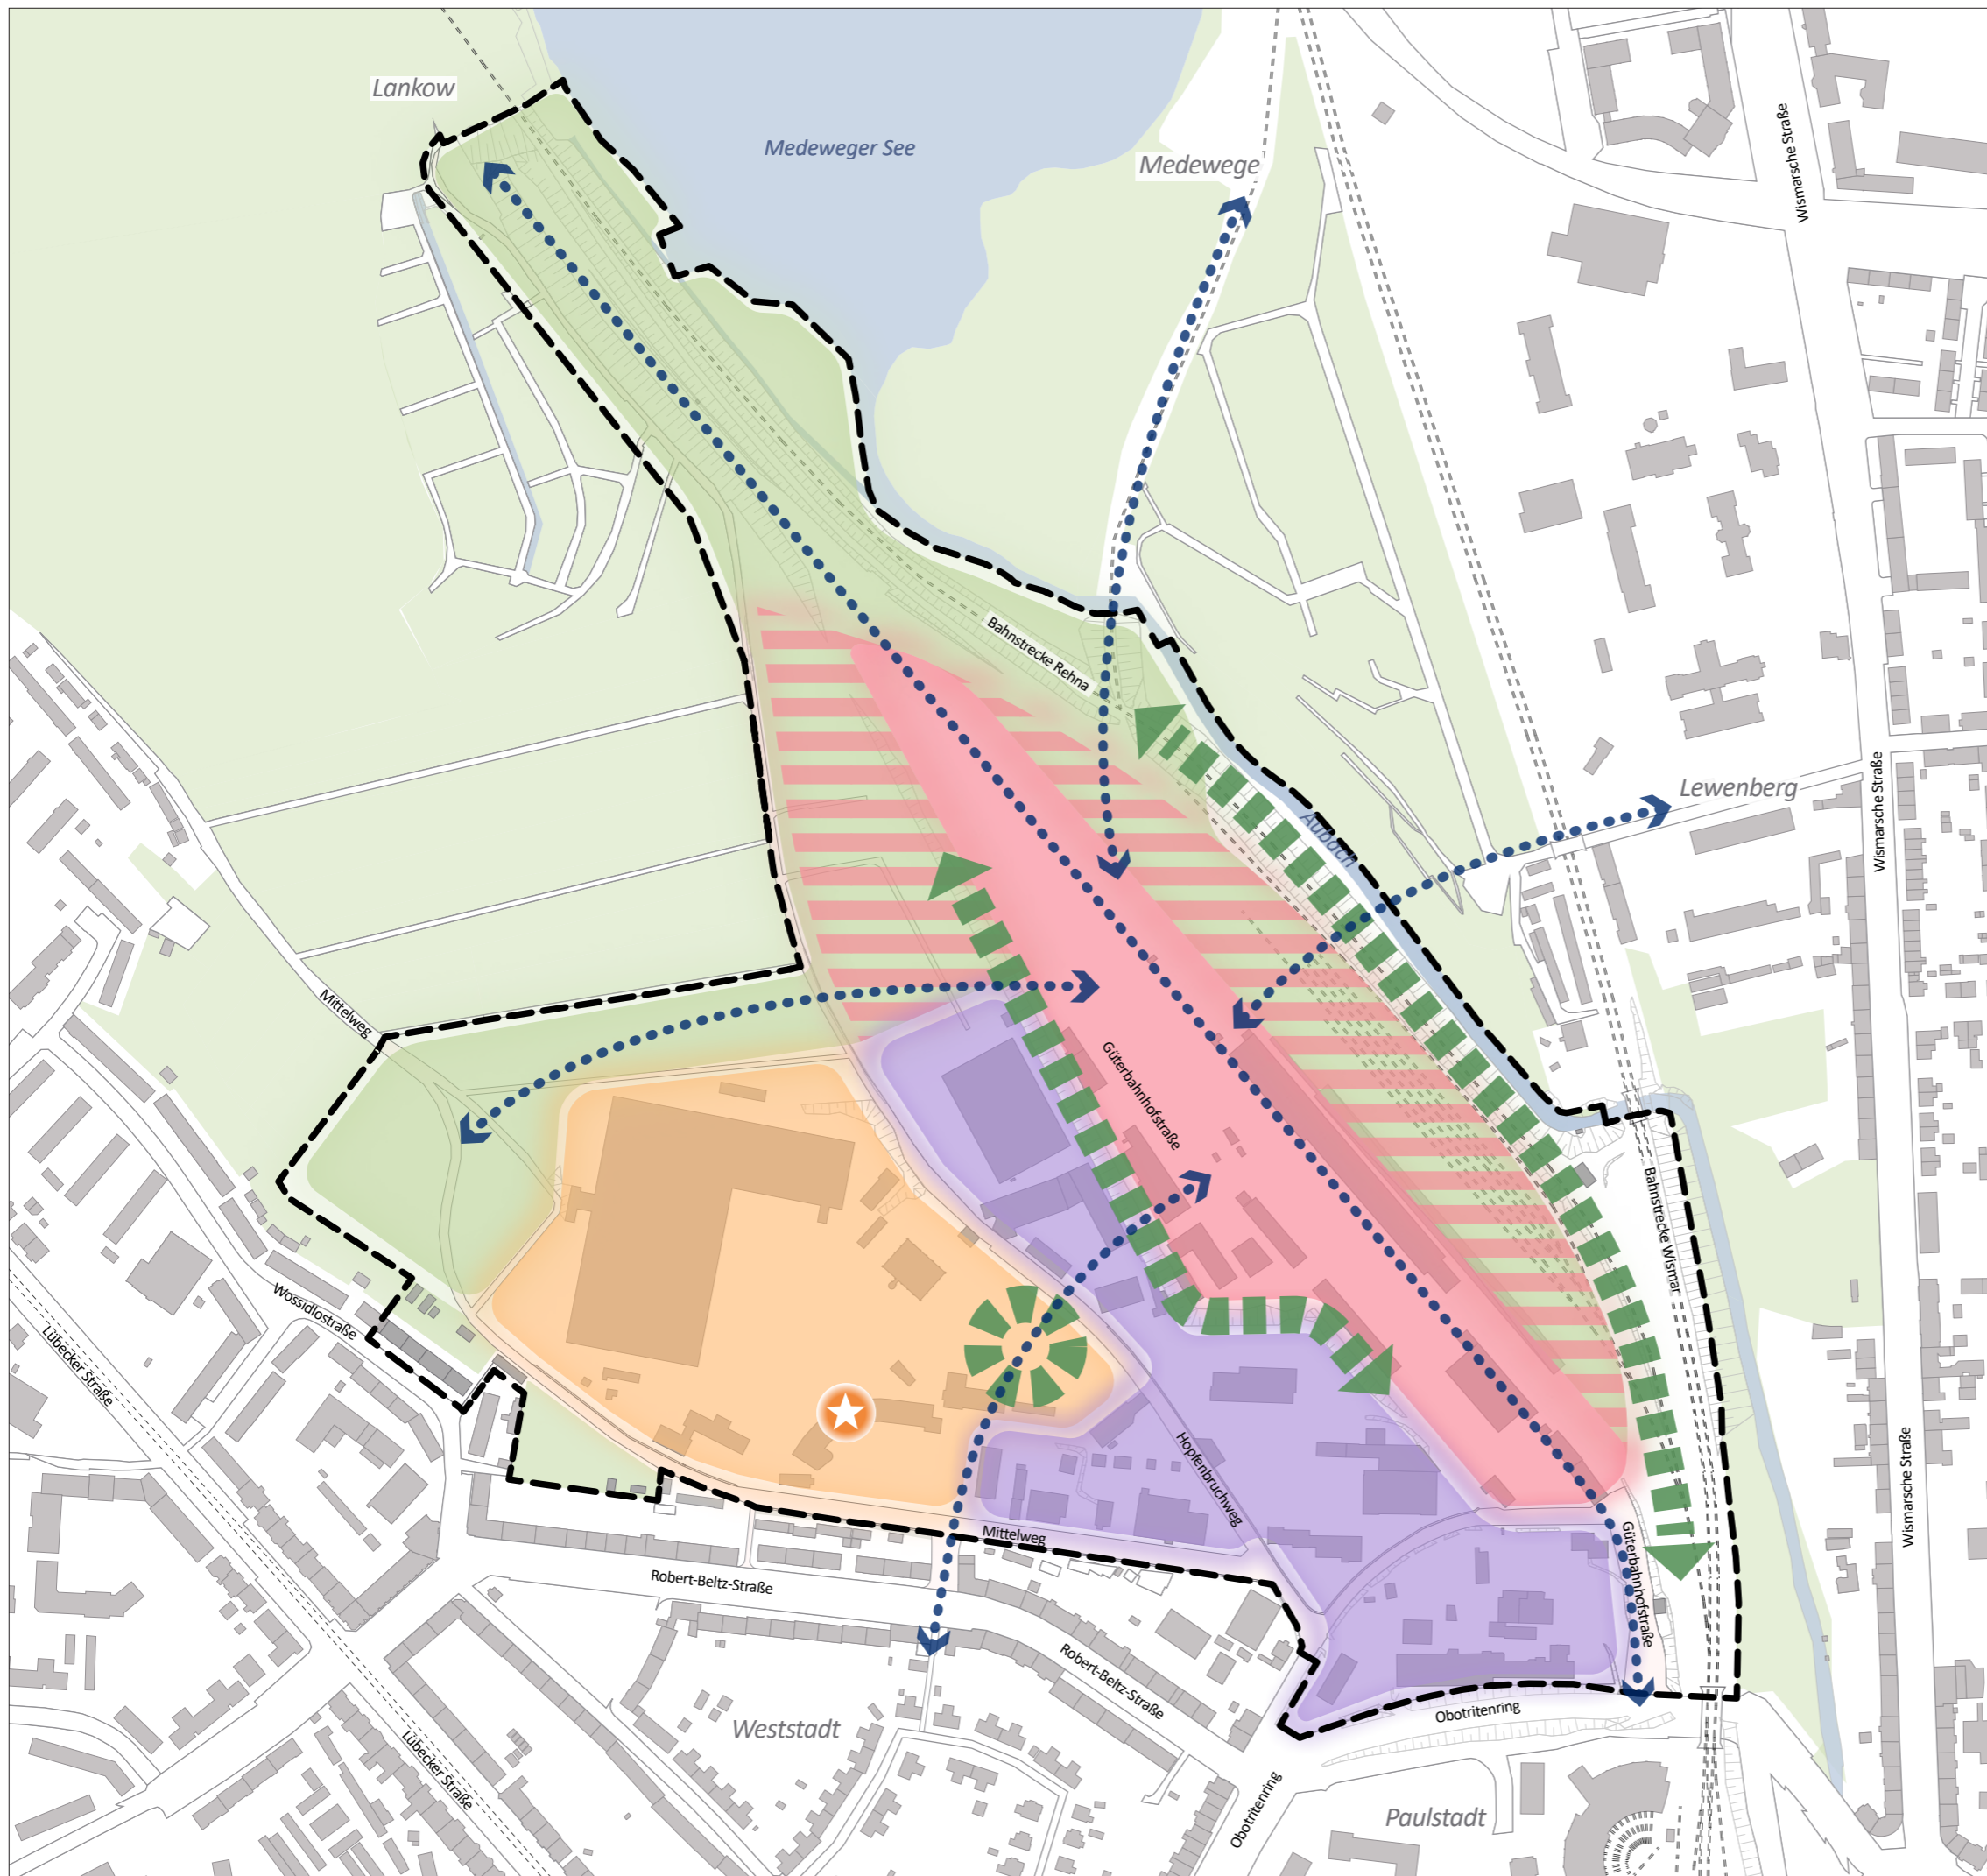 Lankow
Medeweger See
Medewege
Wismarsche Straße
Bahnstrecke Rehna
Lewenberg
Aubach
Wismarsche Straße
Mittelweg
Güterbahnhofstraße
Bahnstrecke Wismar
Wossidlostraße
Lübecker Straße
Hopfenbruchweg
Wismarsche Straße
Mittelweg
Güterbahnhofstraße
Robert-Beltz-Straße
Robert-Beltz-Straße
Weststadt
Obotritenring
Lübecker Straße
Obotritenring
Paulstadt